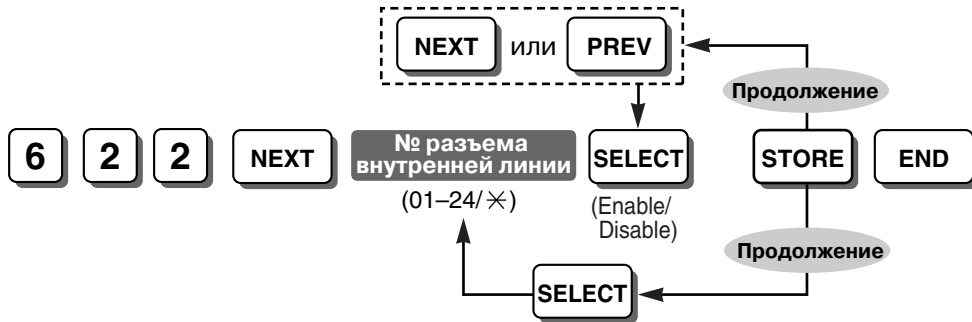 NEXT или PREV
Продолжение
6 2 2 NEXT № разъема внутренней линии SELECT STORE END
(01–24/✳)
(Enable/
Disable)
Продолжение
SELECT